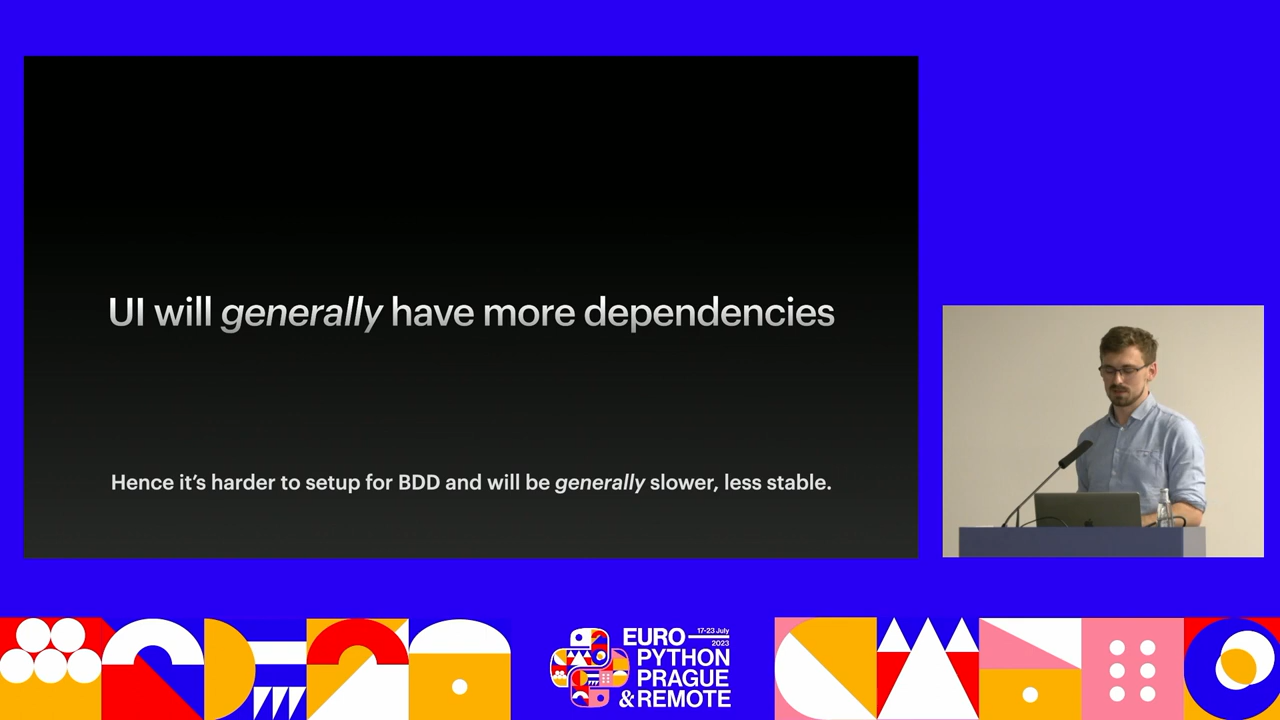 UI will generally have more dependencies
Hence it’s harder to setup for BDD and will be generally slower, less stable.
EURO
17-23 July
2023
PYTHON
PRAGUE
& REMOTE